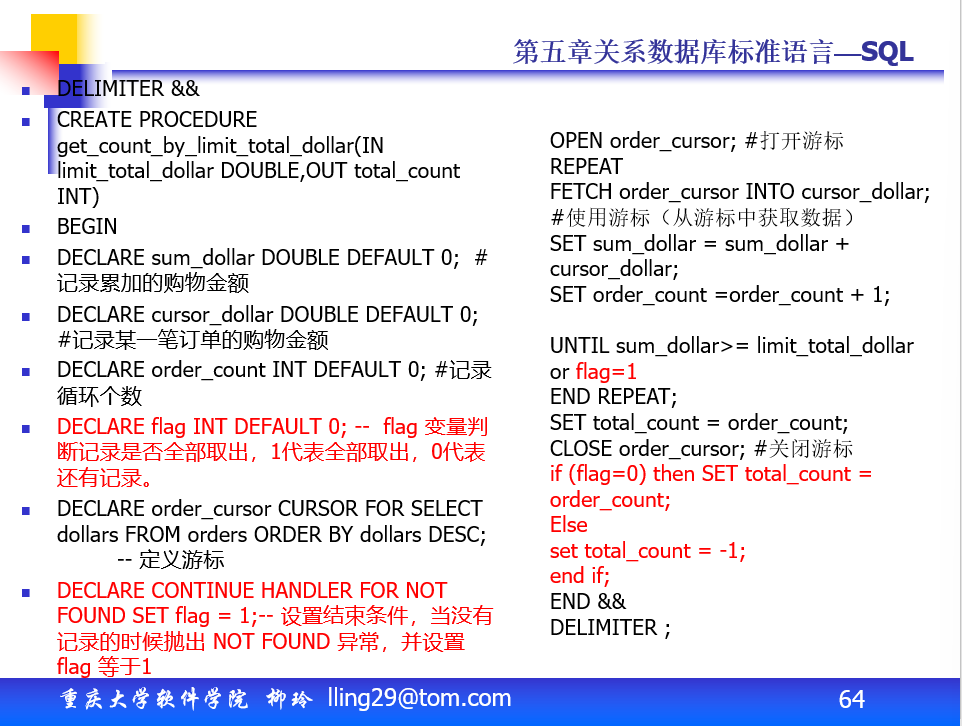 第五章关系数据库标准语言—SQL
DELIMITER &&
CREATE PROCEDURE
get_count_by_limit_total_dollar(IN
limit_total_dollar DOUBLE,OUT total_count
INT)
BEGIN
DECLARE sum_dollar DOUBLE DEFAULT 0; #
记录累加的购物金额
DECLARE cursor_dollar DOUBLE DEFAULT 0;
#记录某一笔订单的购物金额
DECLARE order_count INT DEFAULT 0; #记录
循环个数
DECLARE flag INT DEFAULT 0; -- flag 变量判
断记录是否全部取出，1代表全部取出，0代表
还有记录。
DECLARE order_cursor CURSOR FOR SELECT
dollars FROM orders ORDER BY dollars DESC;
-- 定义游标
DECLARE CONTINUE HANDLER FOR NOT
FOUND SET flag = 1;-- 设置结束条件，当没有
记录的时候抛出 NOT FOUND 异常，并设置
flag 等于1
OPEN order_cursor; #打开游标
REPEAT
FETCH order_cursor INTO cursor_dollar;
#使用游标（从游标中获取数据）
SET sum_dollar = sum_dollar +
cursor_dollar;
SET order_count =order_count + 1;
UNTIL sum_dollar>= limit_total_dollar
or flag=1
END REPEAT;
SET total_count = order_count;
CLOSE order_cursor; #关闭游标
if (flag=0) then SET total_count =
order_count;
Else
set total_count = -1;
end if;
END &&
DELIMITER ;
重庆大学软件学院 柳玲 lling29@tom.com
64